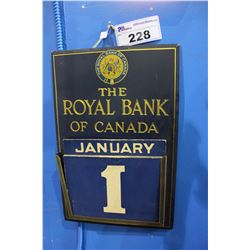 228
THE
ROYAL BANK
OF CANADA
JANUARY
1